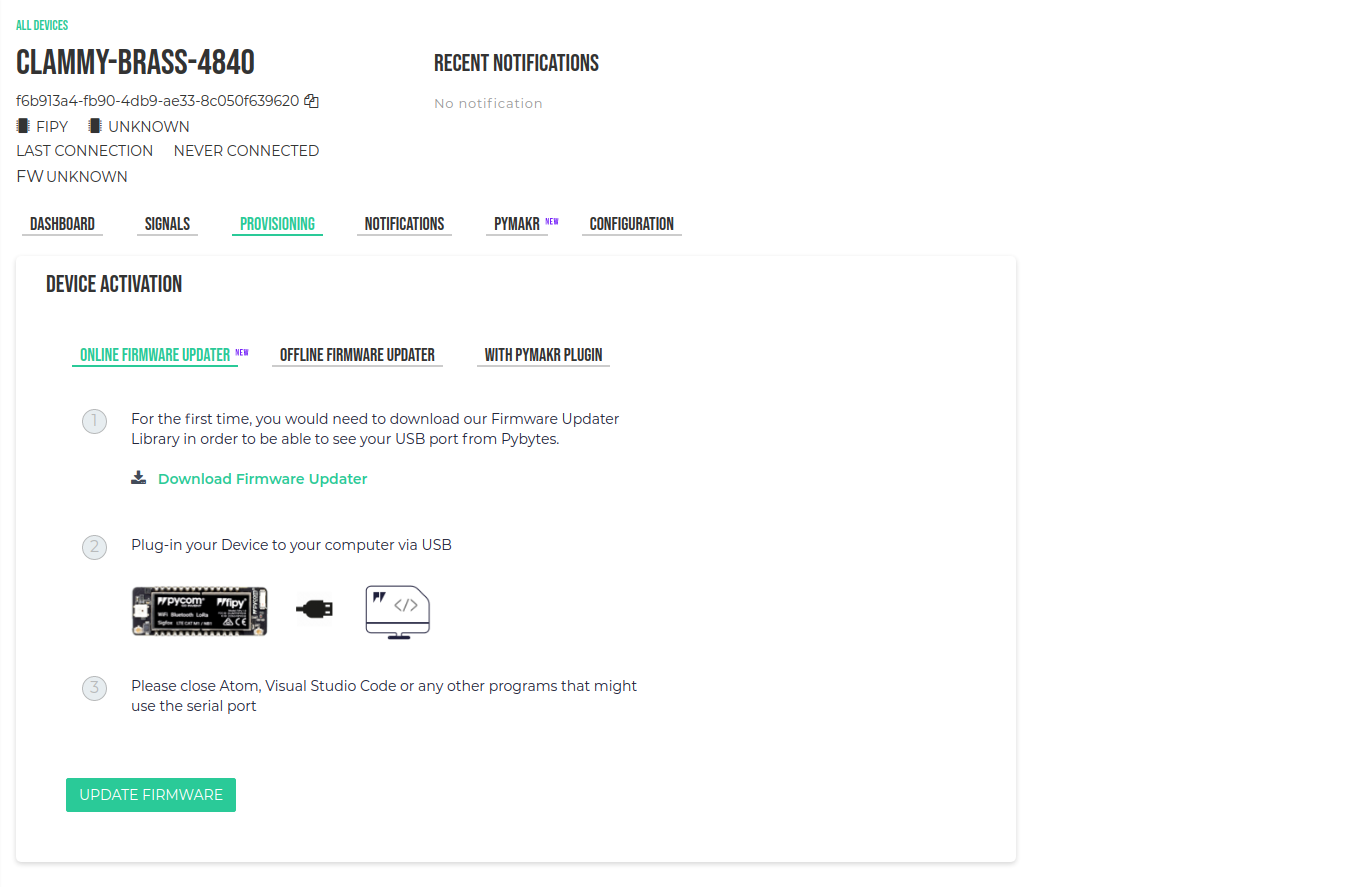 ALL DEVICES
CLAMMY-BRASS-4840
f6b913a4-fb90-4db9-ae33-8c050f639620
FIPY UNKNOWN
LAST CONNECTION NEVER CONNECTED
FW UNKNOWN
RECENT NOTIFICATIONS
No notification
DASHBOARD SIGNALS PROVISIONING NOTIFICATIONS PYMAKR NEW CONFIGURATION
DEVICE ACTIVATION
ONLINE FIRMWARE UPDATER NEW OFFLINE FIRMWARE UPDATER WITH PYMAKR PLUGIN
1 For the first time, you would need to download our Firmware Updater
Library in order to be able to see your USB port from Pybytes.
Download Firmware Updater
2 Plug-in your Device to your computer via USB
pycom fipy
WiFi Bluetooth LoRa
Sigfox LTE CAT M1 / NB1
</>
3 Please close Atom, Visual Studio Code or any other programs that might
use the serial port
UPDATE FIRMWARE